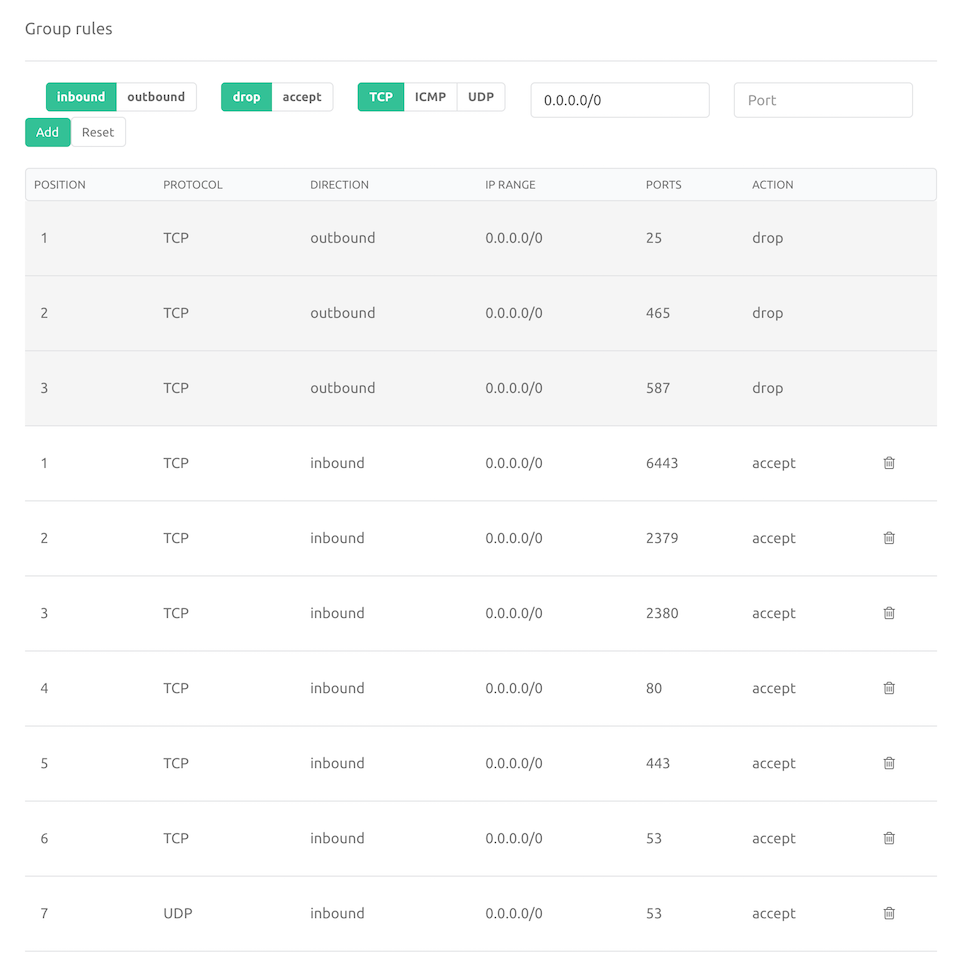 Group rules
inbound outbound drop accept TCP ICMP UDP 0.0.0.0/0 Port
Add Reset
POSITION PROTOCOL DIRECTION IP RANGE PORTS ACTION
1 TCP outbound 0.0.0.0/0 25 drop
2 TCP outbound 0.0.0.0/0 465 drop
3 TCP outbound 0.0.0.0/0 587 drop
1 TCP inbound 0.0.0.0/0 6443 accept
2 TCP inbound 0.0.0.0/0 2379 accept
3 TCP inbound 0.0.0.0/0 2380 accept
4 TCP inbound 0.0.0.0/0 80 accept
5 TCP inbound 0.0.0.0/0 443 accept
6 TCP inbound 0.0.0.0/0 53 accept
7 UDP inbound 0.0.0.0/0 53 accept